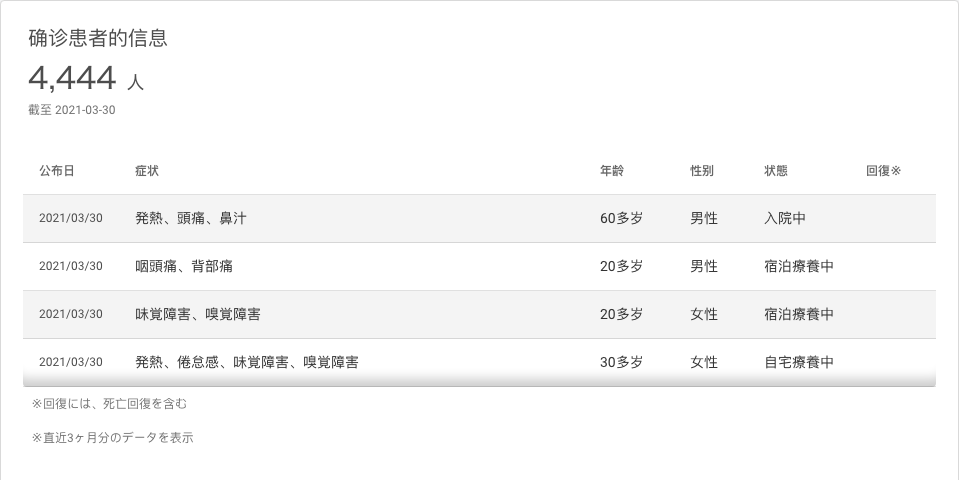 确诊患者的信息
4,444 人
截至 2021-03-30
公布日 症状 年龄 性别 状態 回復※
2021/03/30 発熱、頭痛、鼻汁 60多岁 男性 入院中
2021/03/30 咽頭痛、背部痛 20多岁 男性 宿泊療養中
2021/03/30 味覚障害、嗅覚障害 20多岁 女性 宿泊療養中
2021/03/30 発熱、倦怠感、味覚障害、嗅覚障害 30多岁 女性 自宅療養中
※回復には、死亡回復を含む
※直近3ヶ月分のデータを表示